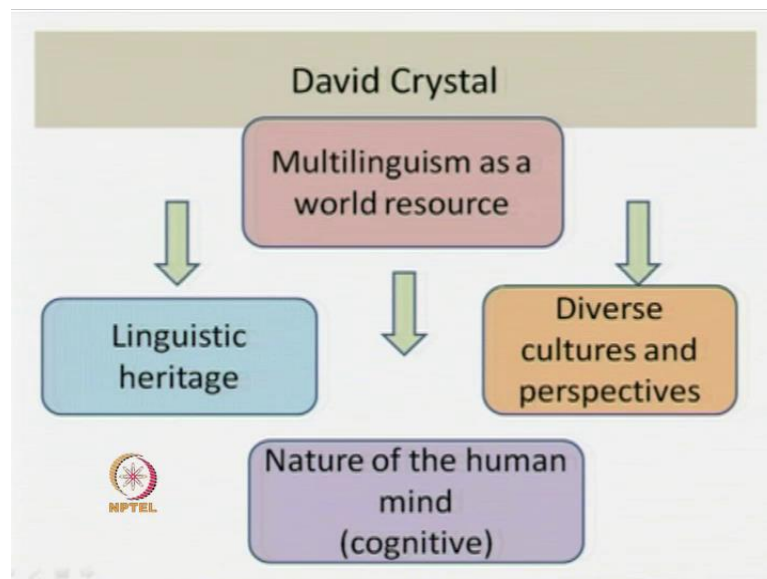 David Crystal
Multilinguism as a
world resource
Linguistic
heritage
Diverse
cultures and
perspectives
Nature of the human
mind
(cognitive)
NPTEL